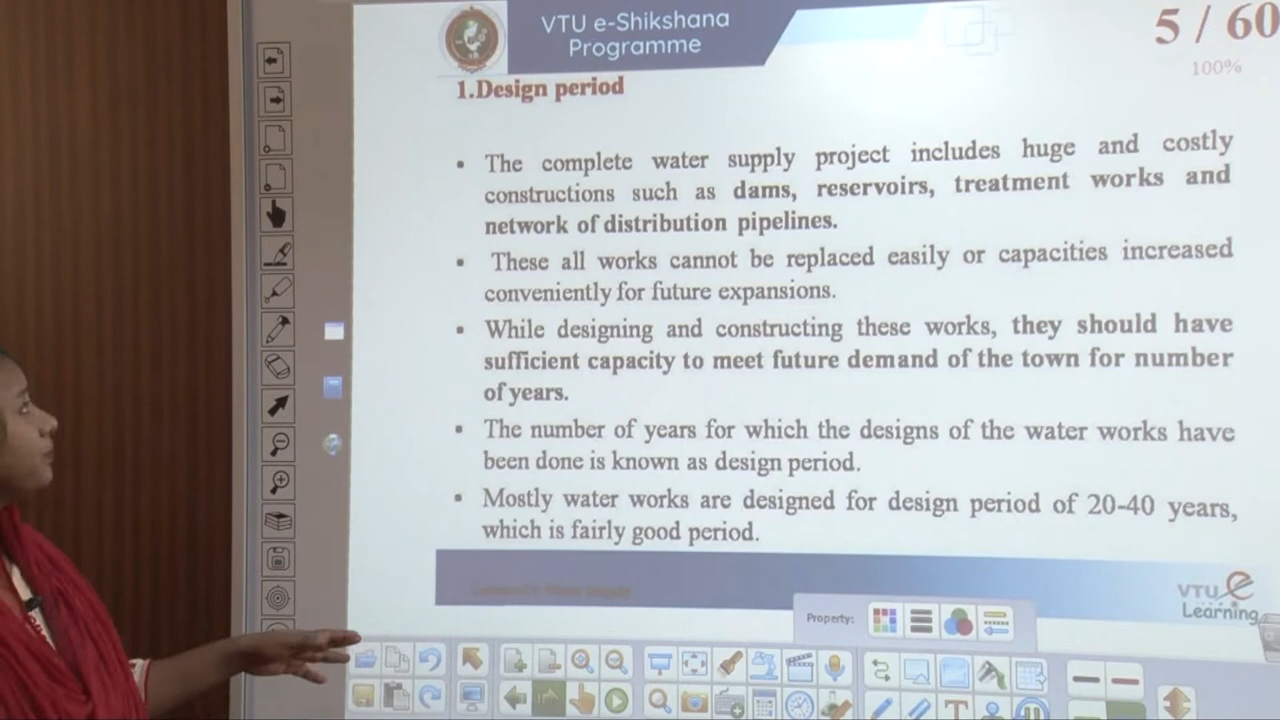 VTU e-Shikshana
Programme
5 / 60
100%
1.Design period
▪ The complete water supply project includes huge and costly
constructions such as dams, reservoirs, treatment works and
network of distribution pipelines.
▪ These all works cannot be replaced easily or capacities increased
conveniently for future expansions.
▪ While designing and constructing these works, they should have
sufficient capacity to meet future demand of the town for number
of years.
▪ The number of years for which the designs of the water works have
been done is known as design period.
▪ Mostly water works are designed for design period of 20-40 years,
which is fairly good period.
VTU e
Learning
Property: